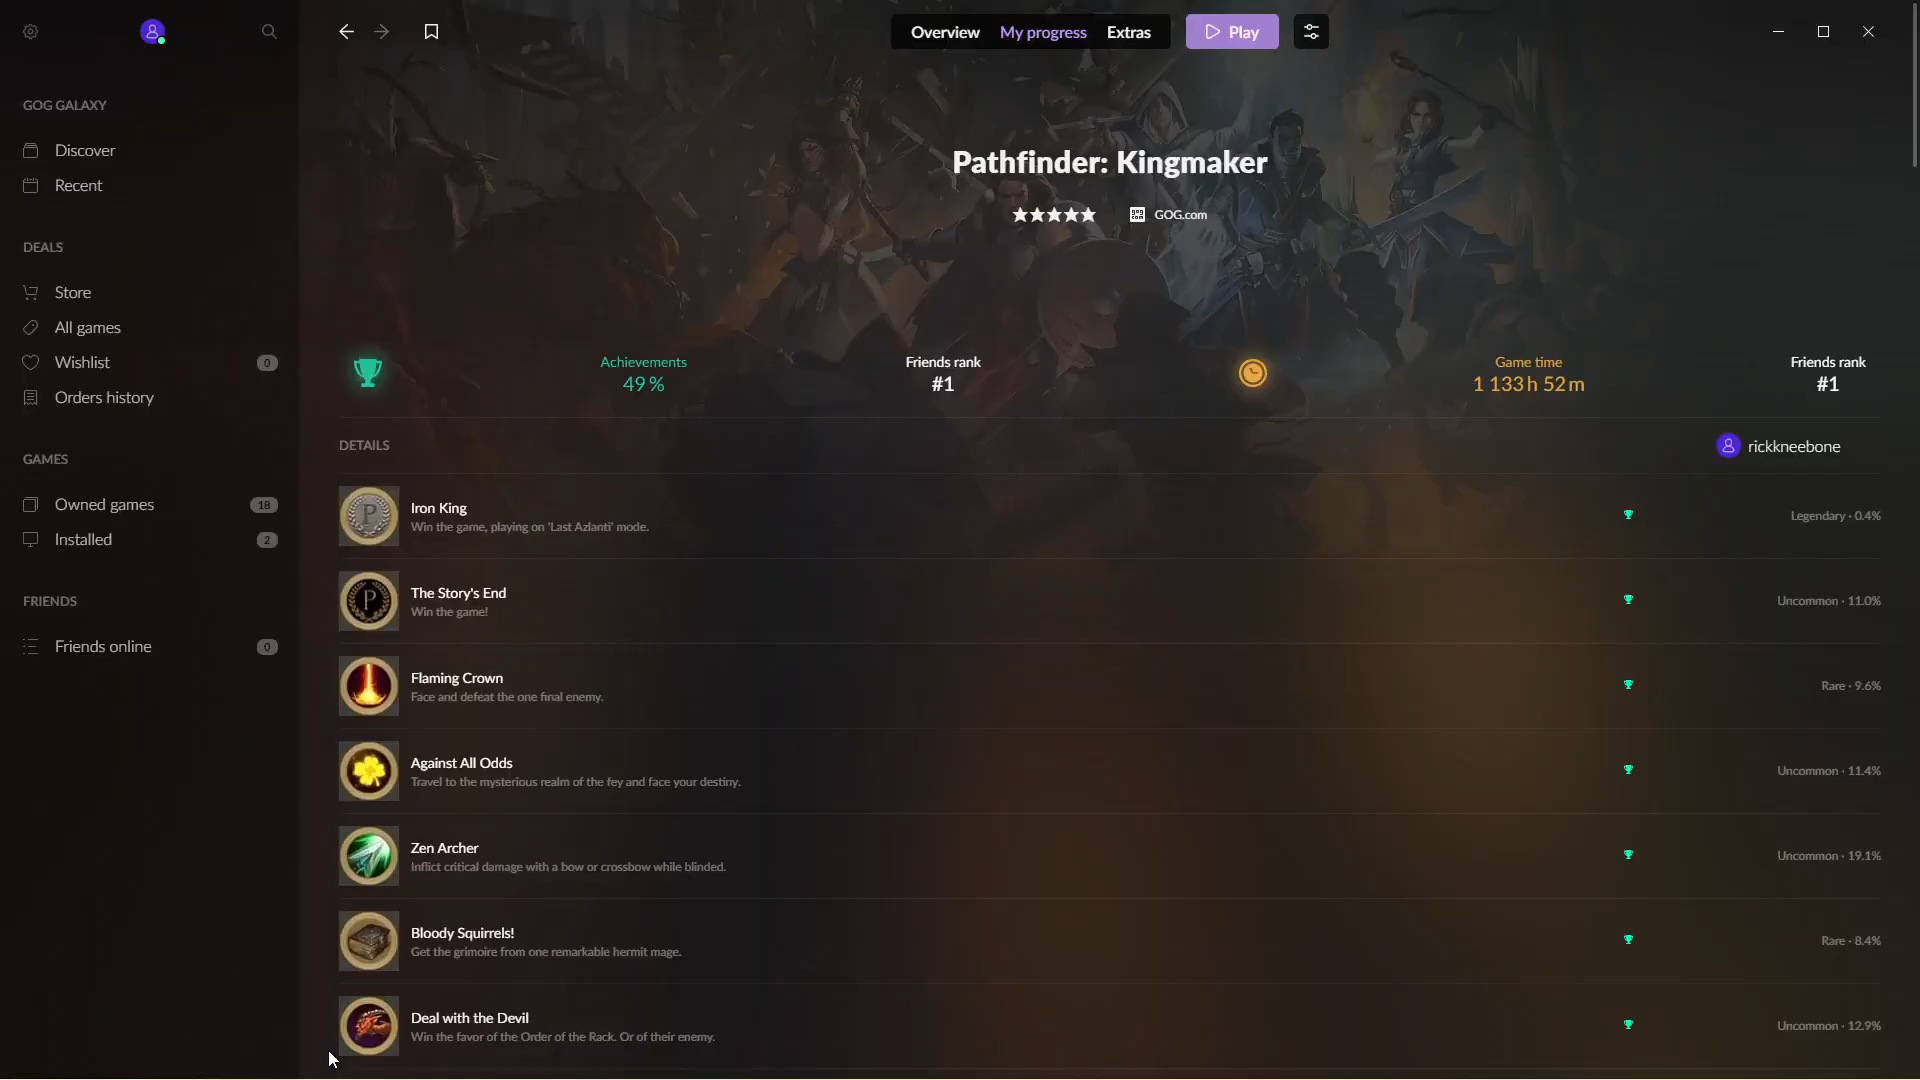 Overview
My progress
Extras
Play
GOG GALAXY
Discover
Recent
DEALS
Store
All games
Wishlist 0
Orders history
GAMES
Owned games 18
Installed 2
FRIENDS
Friends online 0
Pathfinder: Kingmaker
GOG.com
Achievements
49 %
Friends rank
#1
Game time
1 133 h 52 m
Friends rank
#1
DETAILS
rickkneebone
Iron King
Win the game, playing on 'Last Azlanti' mode.
Legendary · 0.4%
The Story's End
Win the game!
Uncommon · 11.0%
Flaming Crown
Face and defeat the one final enemy.
Rare · 9.6%
Against All Odds
Travel to the mysterious realm of the fey and face your destiny.
Uncommon · 11.4%
Zen Archer
Inflict critical damage with a bow or crossbow while blinded.
Uncommon · 19.1%
Bloody Squirrels!
Get the grimoire from one remarkable hermit mage.
Rare · 8.4%
Deal with the Devil
Win the favor of the Order of the Rack. Or of their enemy.
Uncommon · 12.9%